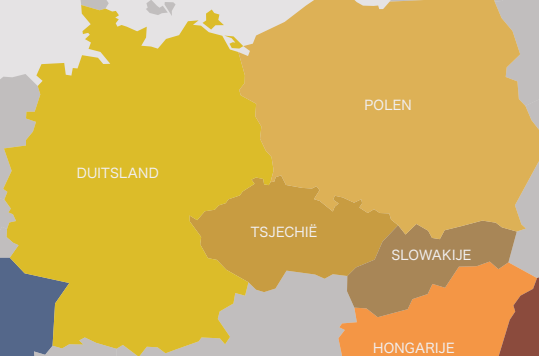 POLEN
DUITSLAND
TSJECHIË
SLOWAKIJE
HONGARIJE